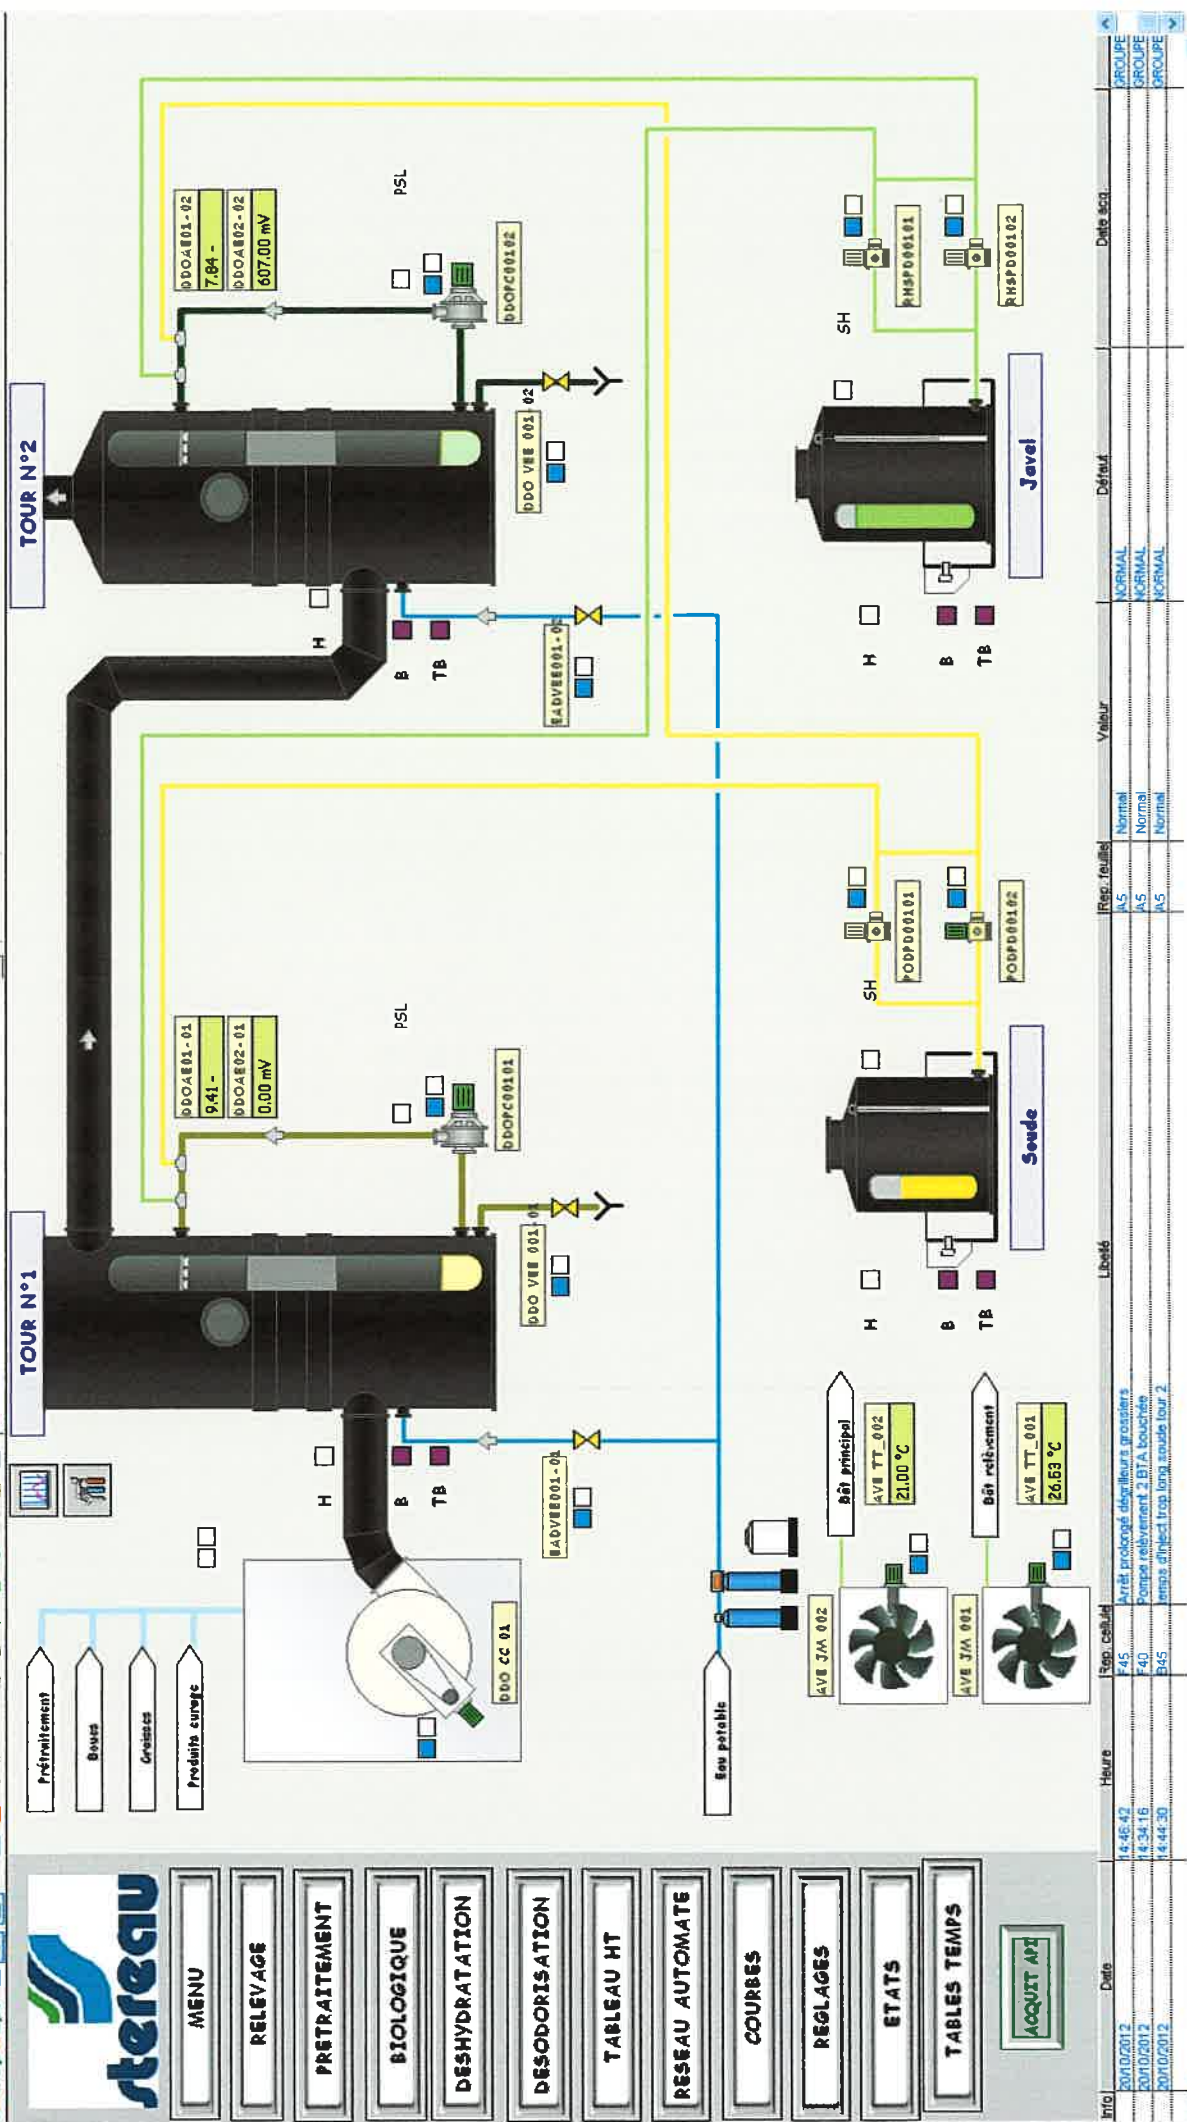 stereau
MENU
RELEVAGE
PRETRAITEMENT
BIOLOGIQUE
DESHYDRATATION
DESODORISATION
TABLEAU HT
RESEAU AUTOMATE
COURBES
REGLAGES
ETATS
TABLES TEMPS
ACQUIT API
Prétraitement
Boues
Graisses
Produits curage
DDO CC 01
TOUR N°1
H
B
TB
EADVEE001-01
DDO VEE 001-01
DDOAE01-01
9.41 -
DDOAE02-01
0.00 mV
PSL
DDOPC00101
TOUR N°2
H
B
TB
EADVEE001-02
DDO VEE 001-02
DDOAE01-02
7.84 -
DDOAE02-02
607.00 mV
PSL
DDOPC00102
Eau potable
AVE JM 002
Bât principal
AVE TT_002
21.00 °C
AVE JM 001
Bât relèvement
AVE TT_001
26.53 °C
H
B
TB
Soude
SH
PODPD00101
PODPD00102
H
B
TB
Javel
SH
RHSPD00101
RHSPD00102
Info Date Heure Rep. cellule Libellé Rep. feuille Valeur Défaut Date acq.
20/10/2012 14:46:42 F45 Arrêt prolongé dégrilleurs grossiers A5 Normal NORMAL GROUPE
20/10/2012 14:34:16 F40 Pompe relèvement 2 BTA bouchée A5 Normal NORMAL GROUPE
20/10/2012 14:44:30 B45 temps d'inject trop long soude tour 2 A5 Normal NORMAL GROUPE